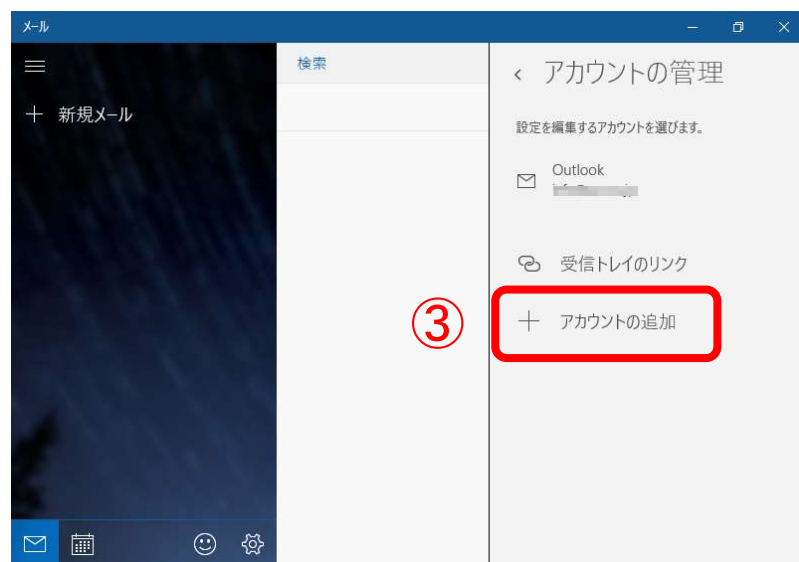 メール
新規メール
検索
アカウントの管理
設定を編集するアカウントを選びます。
Outlook
受信トレイのリンク
③
アカウントの追加